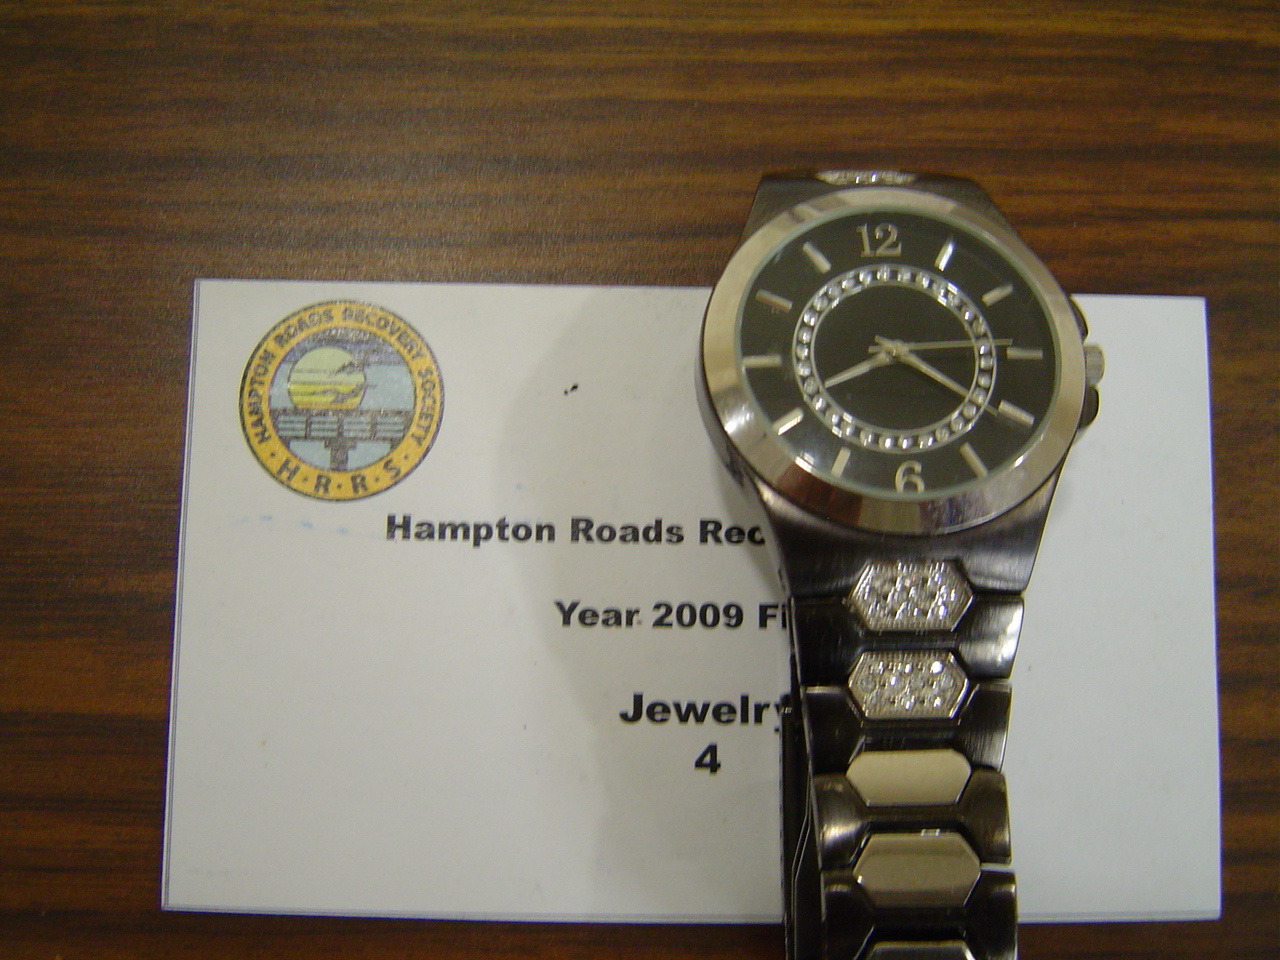 HAMPTON ROADS RECOVERY SOCIETY
· H · R · R · S ·
Hampton Roads Rec
Year 2009 Fi
Jewelry
4
12
6